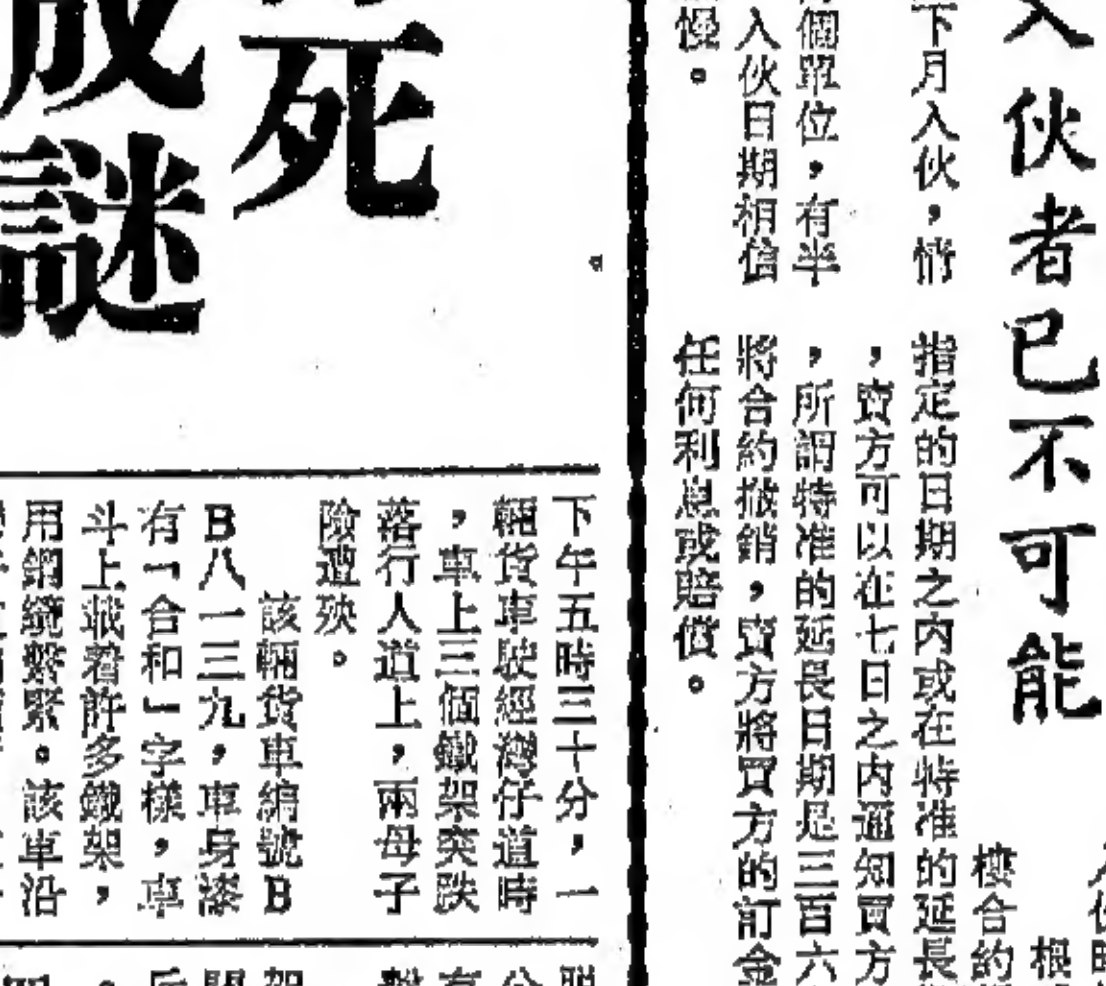 入伙者已不可能
下月入伙，情
個單位，有半
入伙日期相信
慢。
指定的日期之內或在特准的延長
，賣方可以在七日之內通知買方
，所謂特准的延長日期是三百六
將合約撤銷，賣方將買方的訂金
任何利息或賠償。
樓合約
根
死
成謎
下午五時三十分，一
輛貨車駛經灣仔道時
，車上三個鐵架突跌
落行人道上，兩母子
險遭殃。
該輛貨車編號B
B八一三九，車身漆
有「合和」字樣，車
斗上載着許多鐵架，
用鋼纜繫緊。該車沿